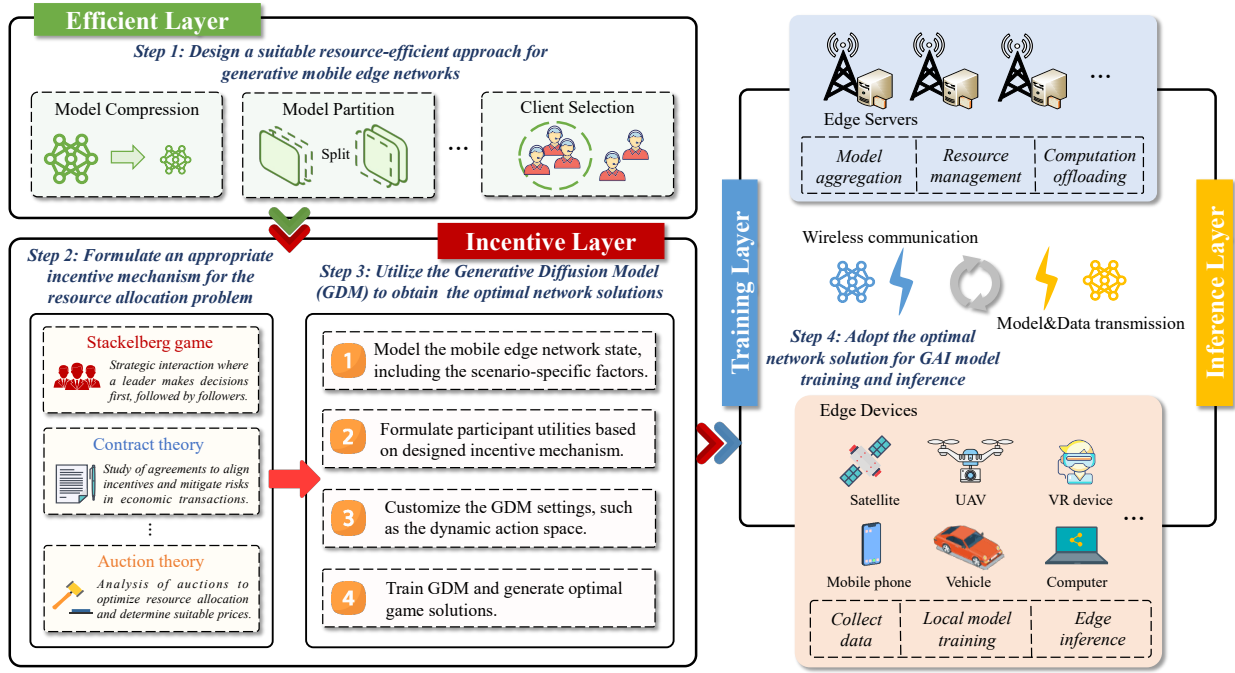 Efficient Layer
Step 1: Design a suitable resource-efficient approach for
generative mobile edge networks
Model Compression
Model Partition
Split
...
Client Selection
Incentive Layer
Step 2: Formulate an appropriate
incentive mechanism for the
resource allocation problem
Stackelberg game
Strategic interaction where
a leader makes decisions
first, followed by followers.
Contract theory
Study of agreements to align
incentives and mitigate risks
in economic transactions.
...
Auction theory
Analysis of auctions to
optimize resource allocation
and determine suitable prices.
Step 3: Utilize the Generative Diffusion Model
(GDM) to obtain the optimal network solutions
1
Model the mobile edge network state,
including the scenario-specific factors.
2
Formulate participant utilities based
on designed incentive mechanism.
3
Customize the GDM settings, such
as the dynamic action space.
4
Train GDM and generate optimal
game solutions.
Training Layer
Inference Layer
...
Edge Servers
Model
aggregation
Resource
management
Computation
offloading
Wireless communication
Model&Data transmission
Step 4: Adopt the optimal
network solution for GAI model
training and inference
Edge Devices
Satellite
UAV
VR device
...
Mobile phone
Vehicle
Computer
Collect
data
Local model
training
Edge
inference